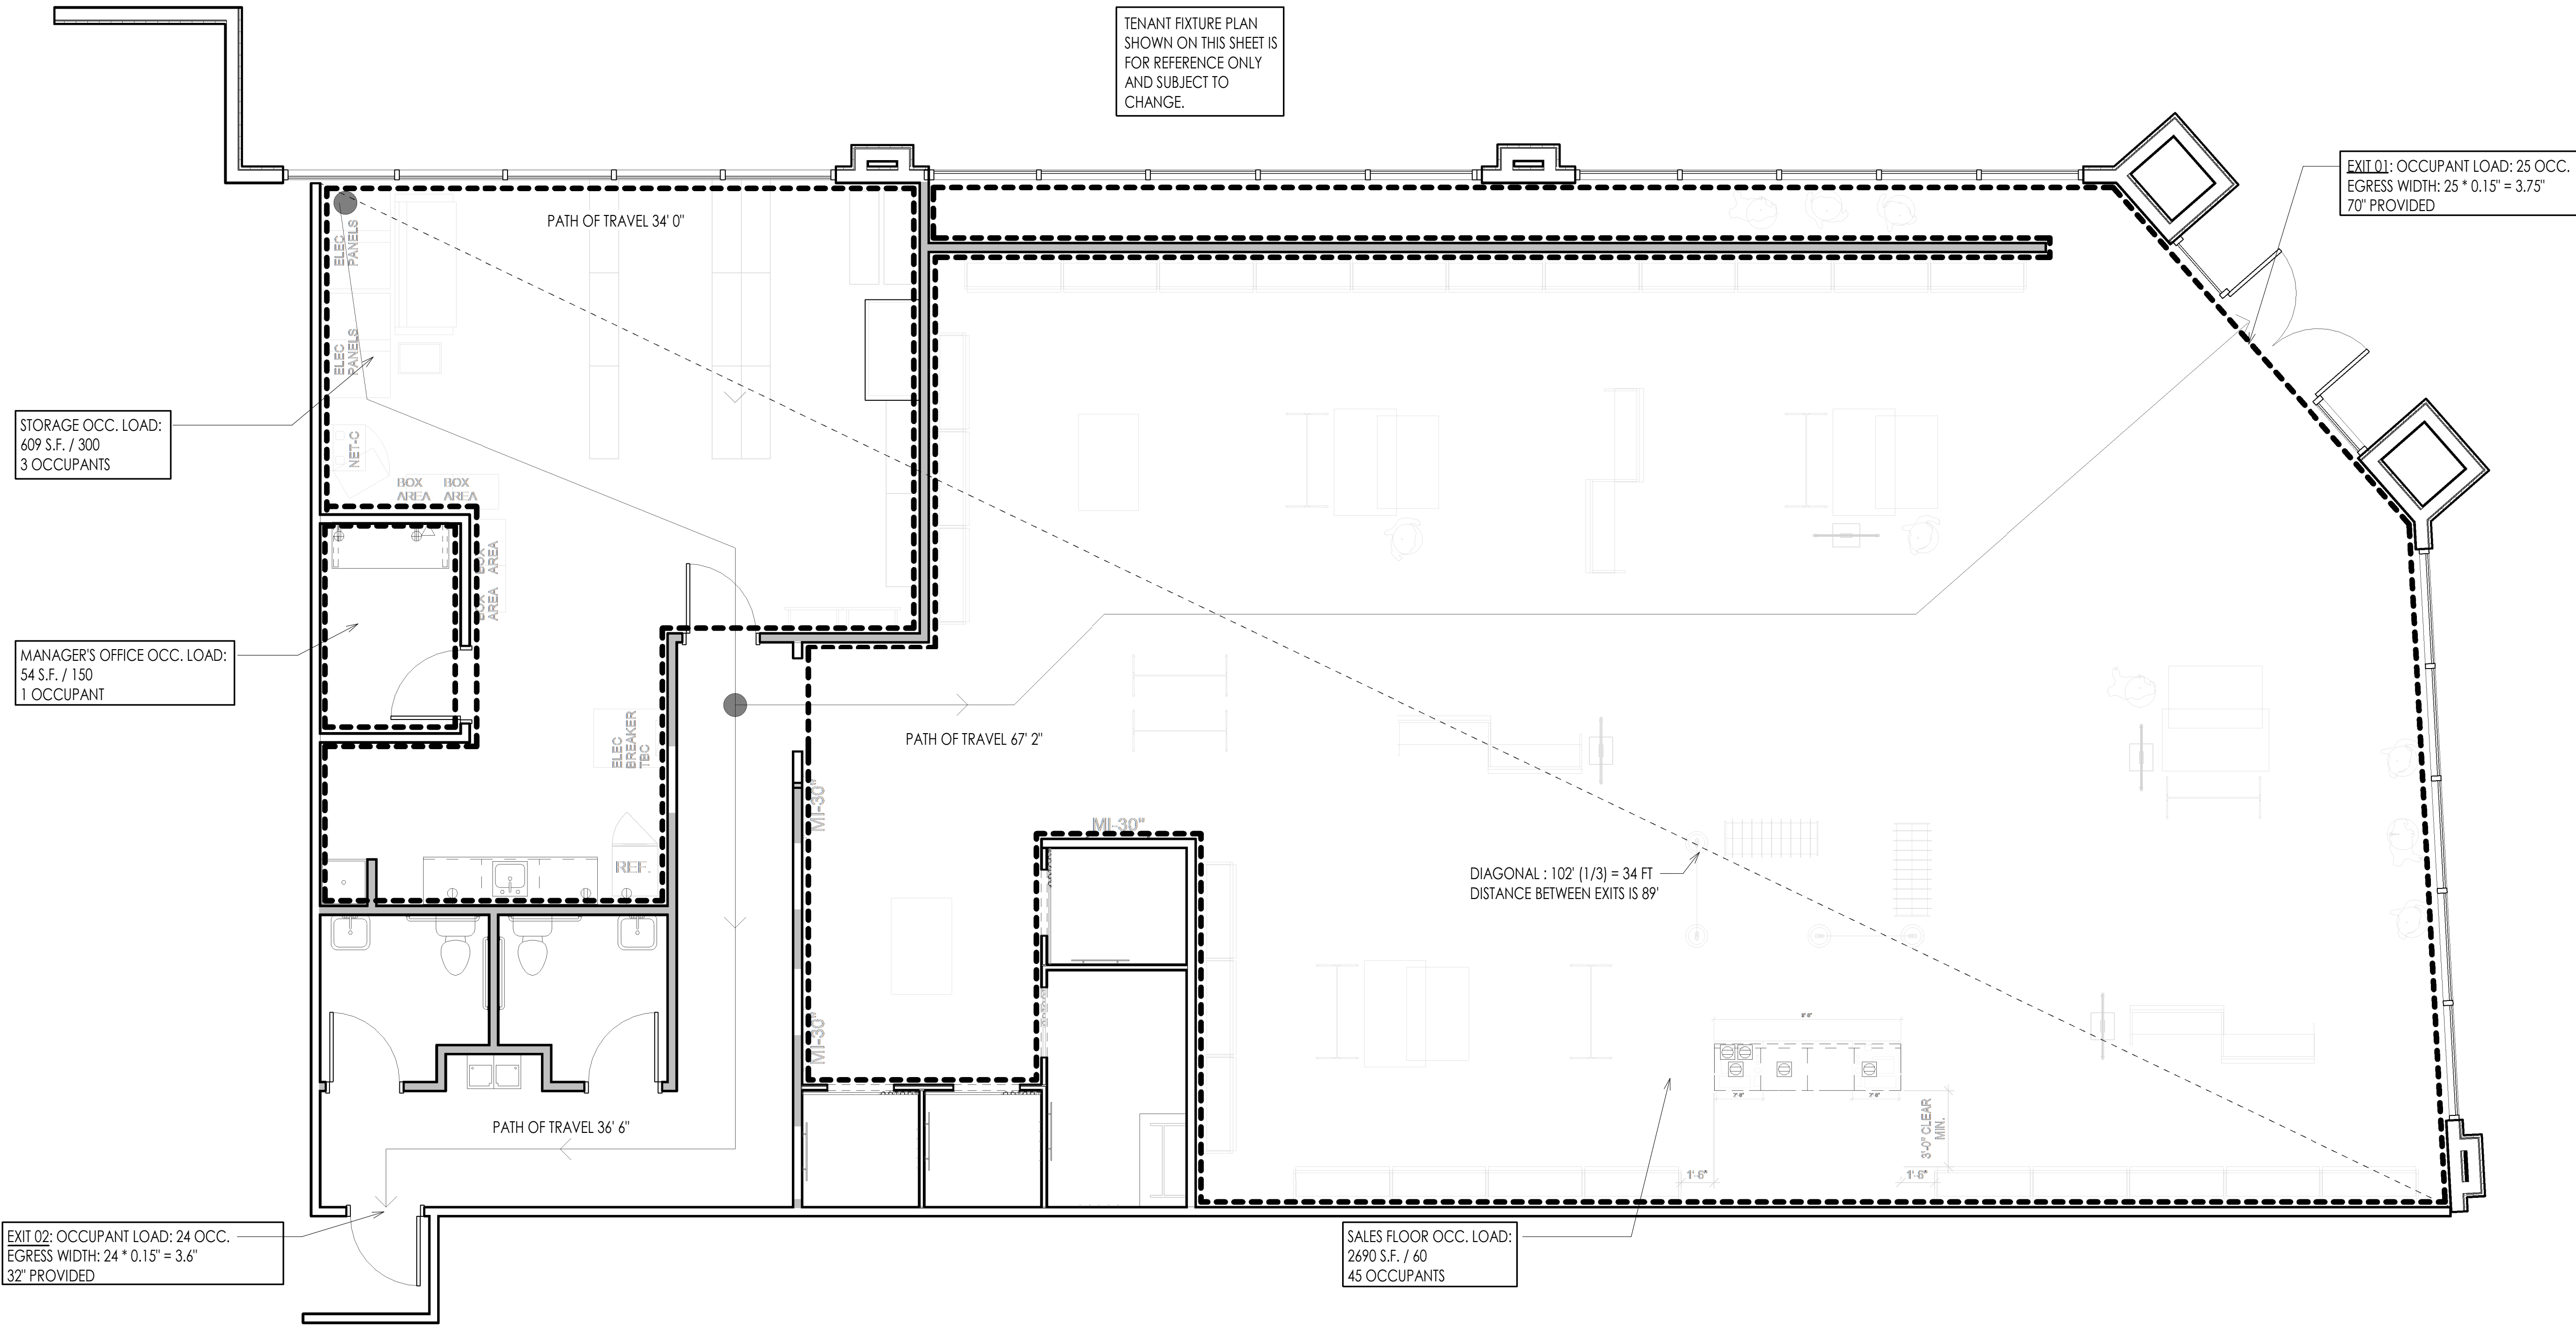 TENANT FIXTURE PLAN
SHOWN ON THIS SHEET IS
FOR REFERENCE ONLY
AND SUBJECT TO
CHANGE.
EXIT 01: OCCUPANT LOAD: 25 OCC.
EGRESS WIDTH: 25 * 0.15" = 3.75"
70" PROVIDED
PATH OF TRAVEL 34' 0"
ELEC
PANELS
ELEC
PANELS
STORAGE OCC. LOAD:
609 S.F. / 300
3 OCCUPANTS
NET-C
BOX
AREA
BOX
AREA
BOX
AREA
BOX
AREA
MANAGER'S OFFICE OCC. LOAD:
54 S.F. / 150
1 OCCUPANT
ELEC
BREAKER
TBC
PATH OF TRAVEL 67' 2"
MI-30"
MI-30"
REF.
DIAGONAL : 102' (1/3) = 34 FT
DISTANCE BETWEEN EXITS IS 89'
MI-30"
3'-0" CLEAR
MIN.
PATH OF TRAVEL 36' 6"
1'-6"
1'-6"
EXIT 02: OCCUPANT LOAD: 24 OCC.
EGRESS WIDTH: 24 * 0.15" = 3.6"
32" PROVIDED
SALES FLOOR OCC. LOAD:
2690 S.F. / 60
45 OCCUPANTS